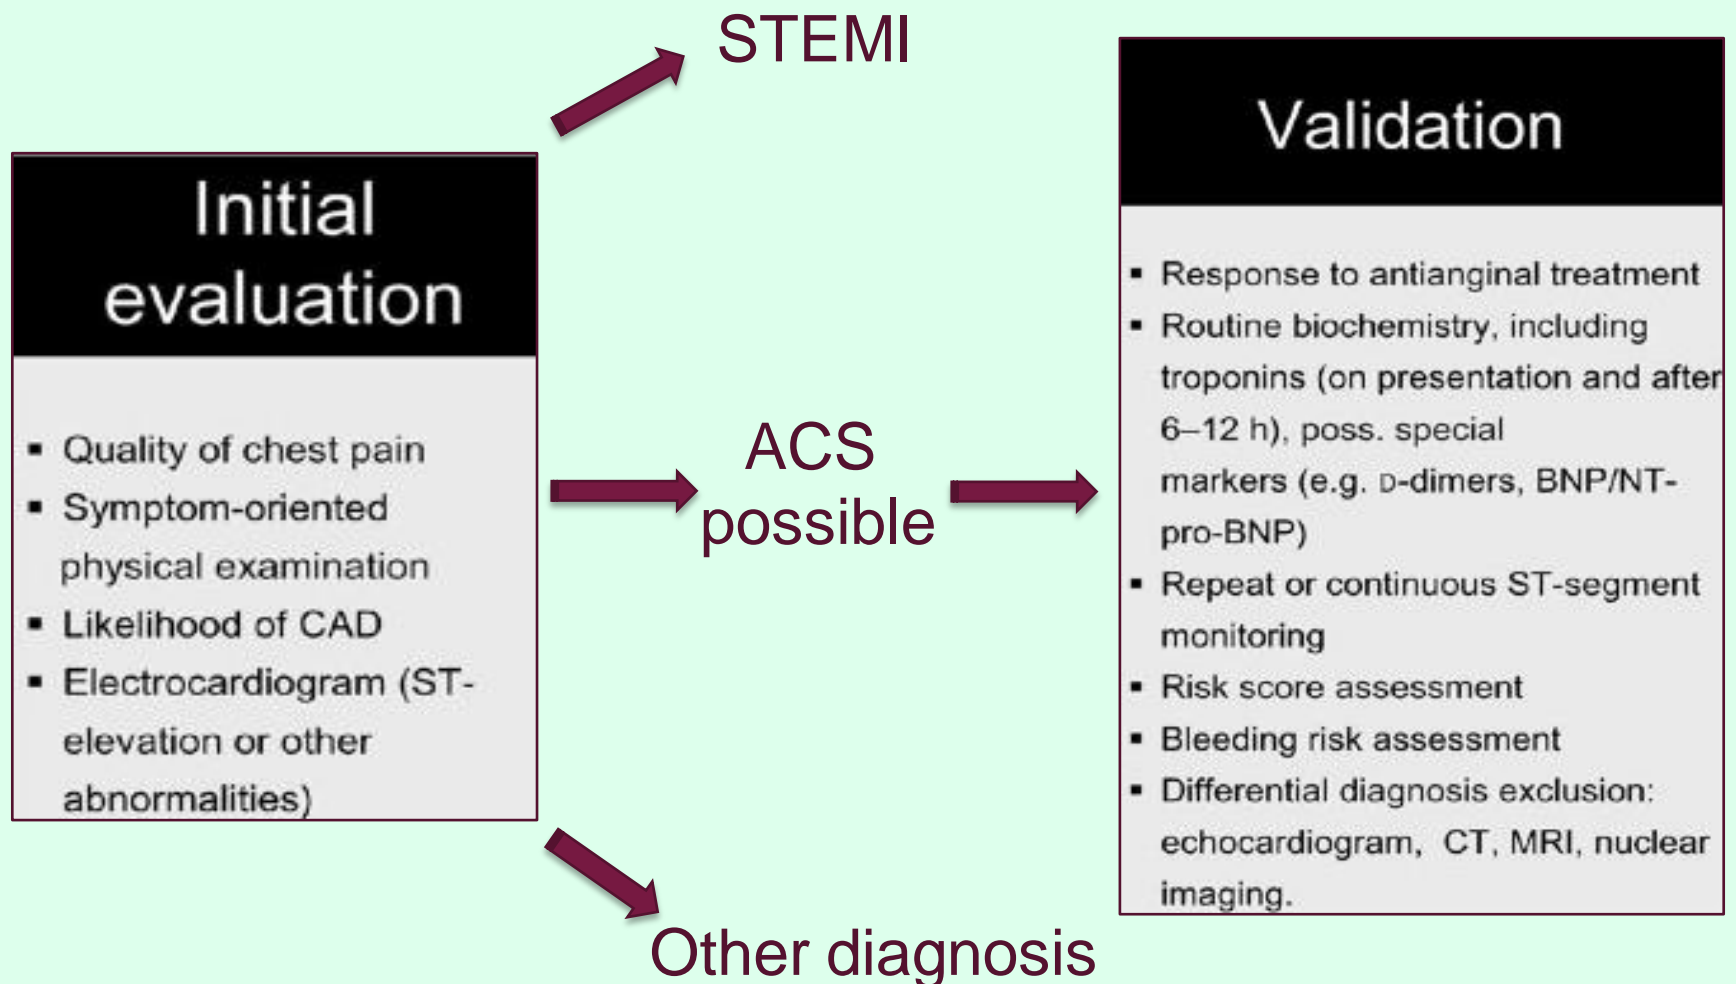 STEMI
Initial
evaluation
▪ Quality of chest pain
▪ Symptom-oriented
physical examination
▪ Likelihood of CAD
▪ Electrocardiogram (ST-
elevation or other
abnormalities)
ACS
possible
Other diagnosis
Validation
▪ Response to antianginal treatment
▪ Routine biochemistry, including
troponins (on presentation and after
6–12 h), poss. special
markers (e.g. D-dimers, BNP/NT-
pro-BNP)
▪ Repeat or continuous ST-segment
monitoring
▪ Risk score assessment
▪ Bleeding risk assessment
▪ Differential diagnosis exclusion:
echocardiogram, CT, MRI, nuclear
imaging.